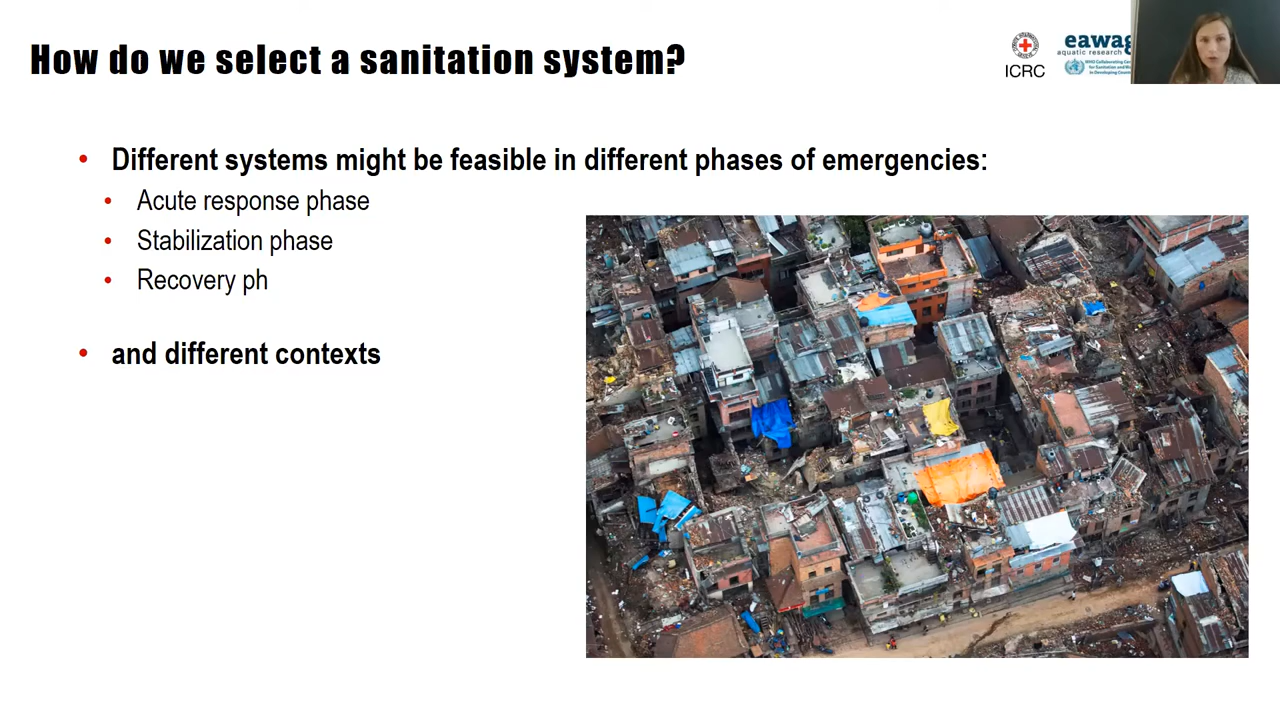 How do we select a sanitation system?
ICRC
eawag
aquatic research
• Different systems might be feasible in different phases of emergencies:
• Acute response phase
• Stabilization phase
• Recovery ph
• and different contexts